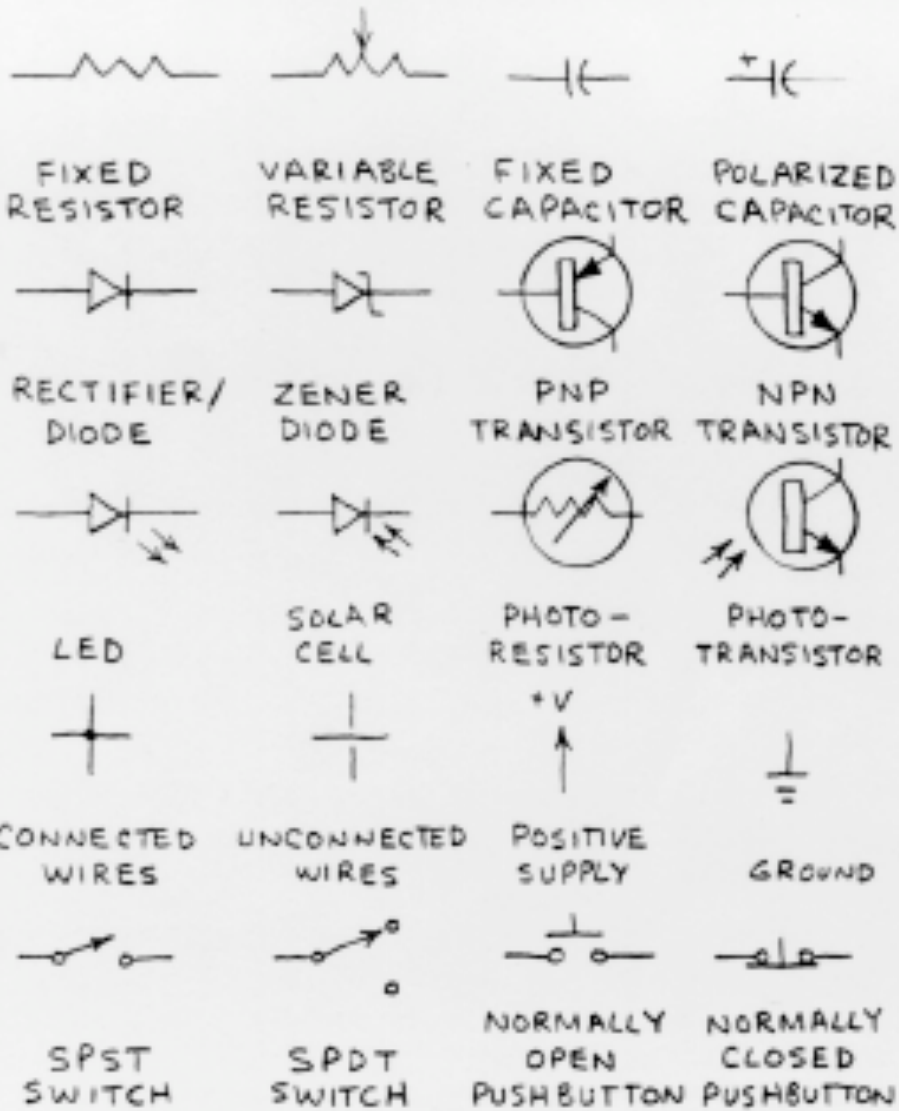 +
FIXED
RESISTOR
VARIABLE
RESISTOR
FIXED
CAPACITOR
POLARIZED
CAPACITOR
RECTIFIER/
DIODE
ZENER
DIODE
PNP
TRANSISTOR
NPN
TRANSISTOR
LED
SOLAR
CELL
PHOTO-
RESISTOR
PHOTO-
TRANSISTOR
+V
CONNECTED
WIRES
UNCONNECTED
WIRES
POSITIVE
SUPPLY
GROUND
SPST
SWITCH
SPDT
SWITCH
NORMALLY
OPEN
PUSHBUTTON
NORMALLY
CLOSED
PUSHBUTTON